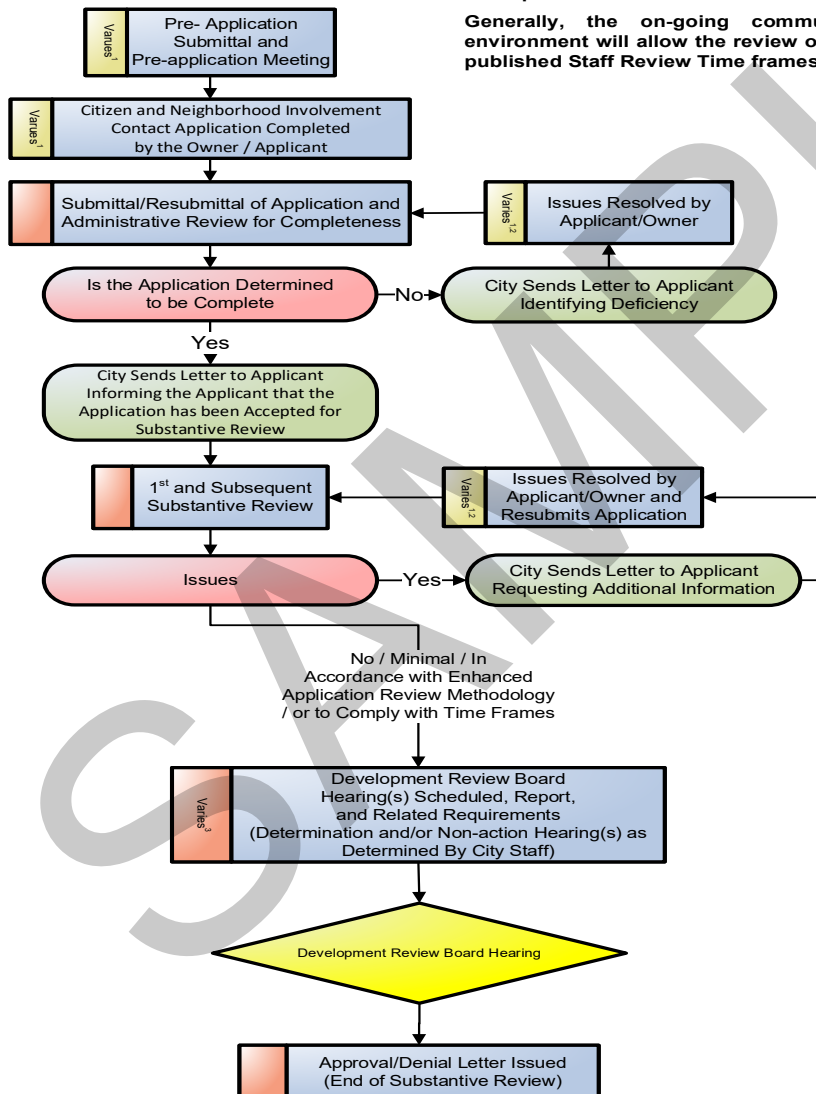 Generally, the on-going commu
environment will allow the review o
published Staff Review Time frames
Varues1
Pre- Application
Submittal and
Pre-application Meeting
Varues1
Citizen and Neighborhood Involvement
Contact Application Completed
by the Owner / Applicant
Submittal/Resubmittal of Application and
Administrative Review for Completeness
Varies1,2
Issues Resolved by
Applicant/Owner
Is the Application Determined
to be Complete
No
City Sends Letter to Applicant
Identifying Deficiency
Yes
City Sends Letter to Applicant
Informing the Applicant that the
Application has been Accepted for
Substantive Review
1st and Subsequent
Substantive Review
Varies1,2
Issues Resolved by
Applicant/Owner and
Resubmits Application
Issues
Yes
City Sends Letter to Applicant
Requesting Additional Information
No / Minimal / In
Accordance with Enhanced
Application Review Methodology
/ or to Comply with Time Frames
Varies3
Development Review Board
Hearing(s) Scheduled, Report,
and Related Requirements
(Determination and/or Non-action Hearing(s) as
Determined By City Staff)
Development Review Board Hearing
Approval/Denial Letter Issued
(End of Substantive Review)
SAMPL